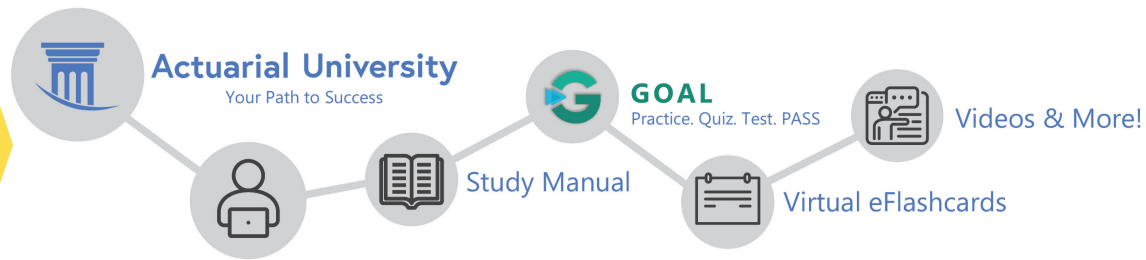 Actuarial University
Your Path to Success
Study Manual
GOAL
Practice. Quiz. Test. PASS
Virtual eFlashcards
Videos & More!